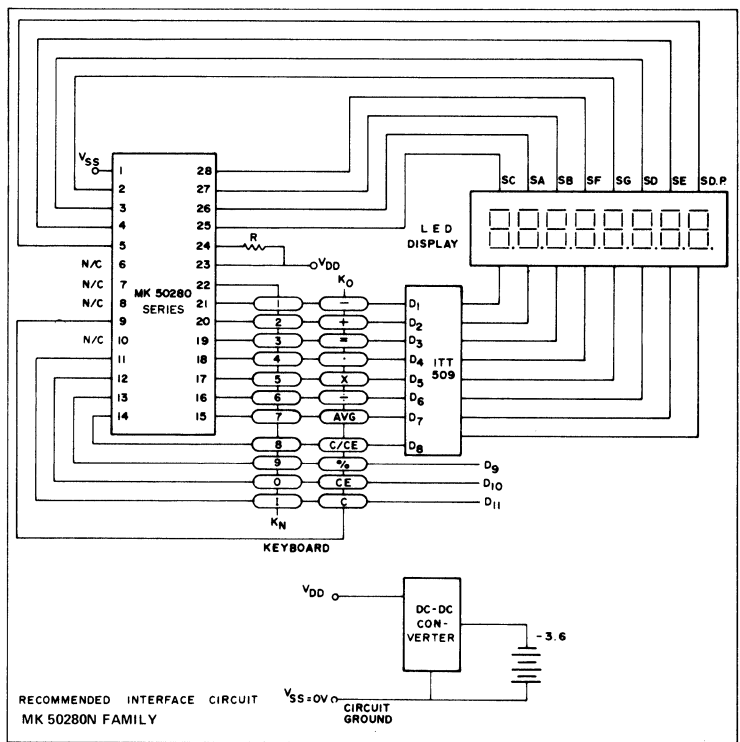 SC SA SB SF SG SD SE SD.P.
LED
DISPLAY
VSS
1 28
2 27
3 26
4 25
5 24
R
N/C 6 23
VDD
N/C 7 22
N/C 8 21
9 20
N/C 10 19
11 18
12 17
13 16
14 15
MK 50280
SERIES
KO
1 - D1
2 + D2
3 = D3
4 · D4
5 X D5
6 ÷ D6
7 AVG D7
8 C/CE D8
9 % D9
0 CE D10
1 C D11
ITT
509
KN
KEYBOARD
VDD
DC-DC
CON-
VERTER
-3.6
VSS=0V
CIRCUIT
GROUND
RECOMMENDED INTERFACE CIRCUIT
MK 50280N FAMILY